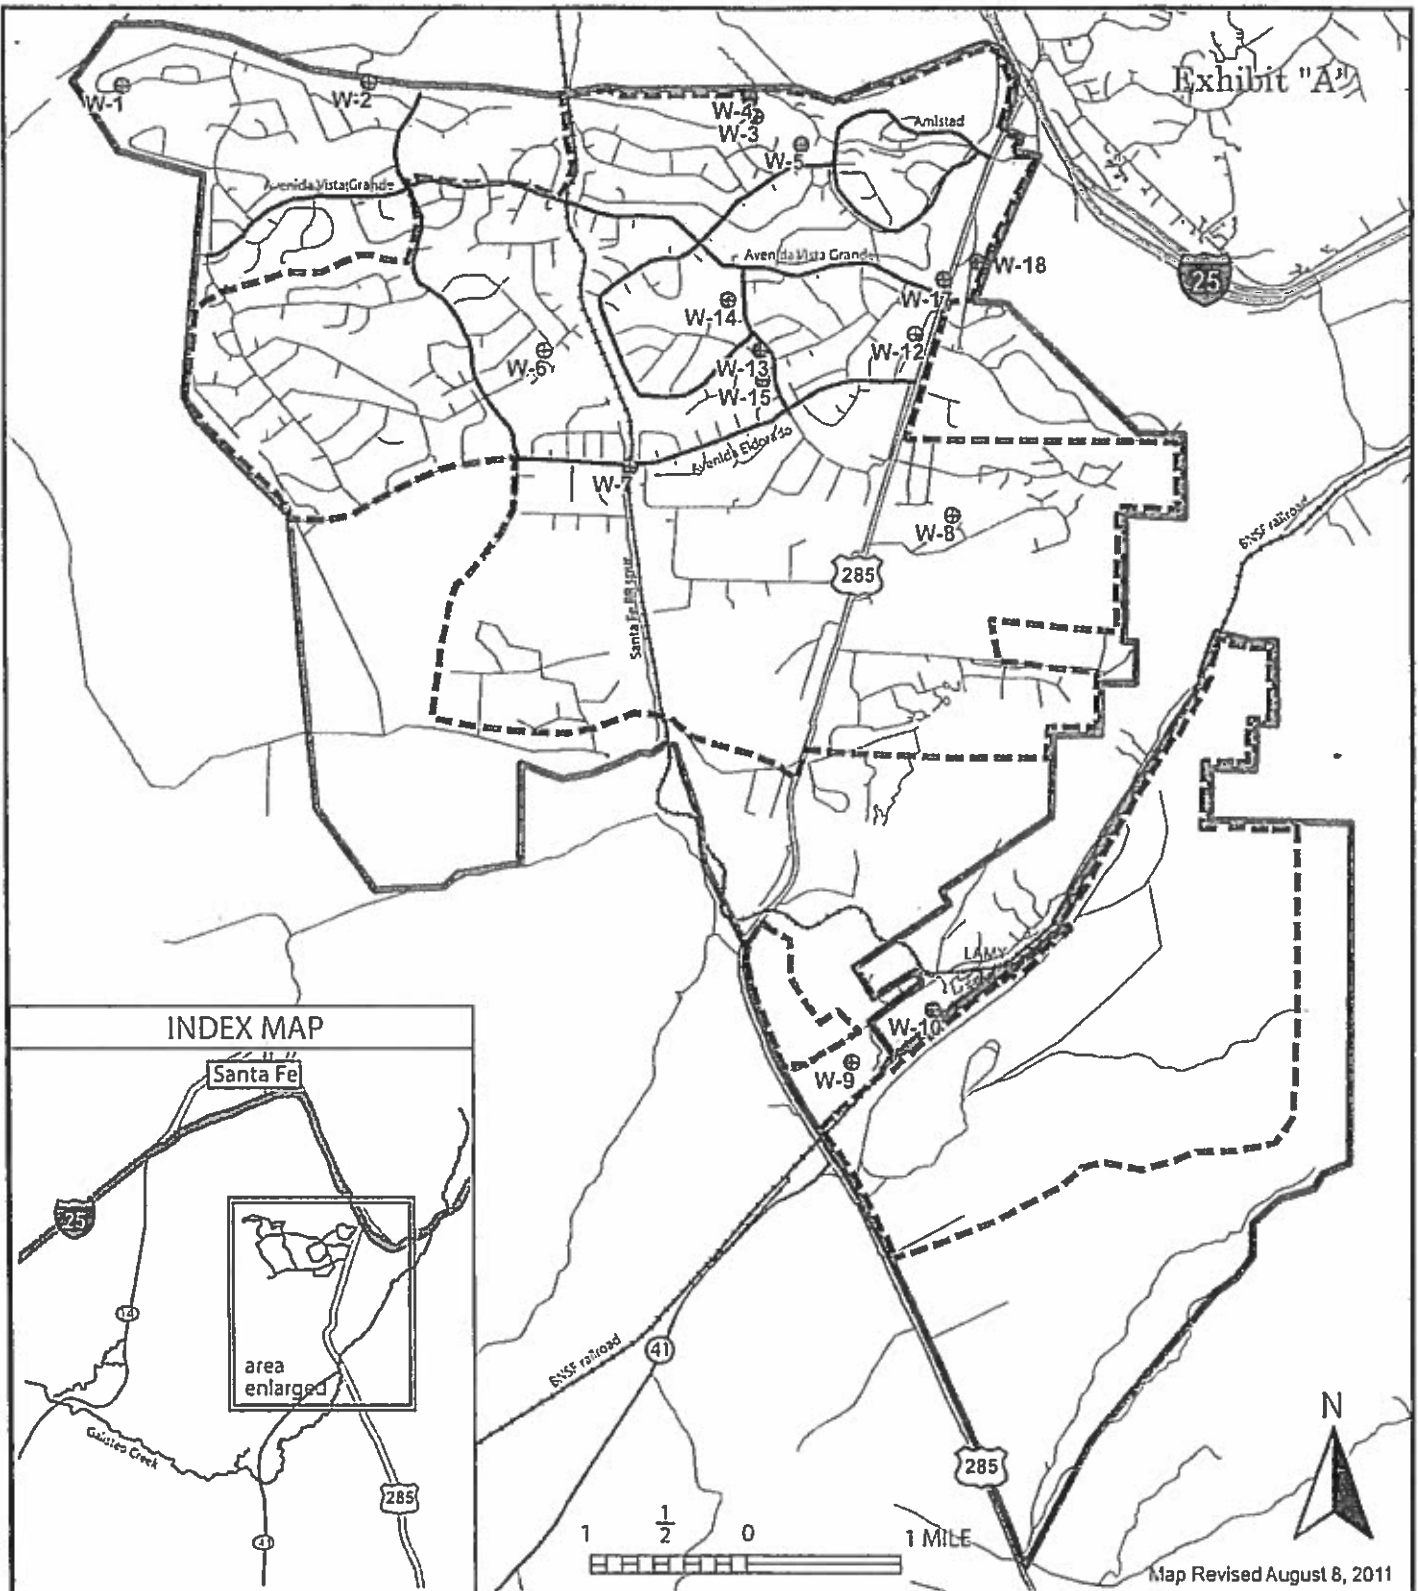 Exhibit "A"
W-1
W-2
W-4
W-3
Amistad
W-5
Avenida Vista Grande
Avenida Vista Grande
W-18
25
W-17
W-14
W-12
W-6
W-13
W-15
Avenida Eldorado
W-7
BNSF railroad
W-8
285
Santa Fe RR spur
LAMY
W-10
W-9
INDEX MAP
Santa Fe
25
14
area
enlarged
Galisteo Creek
285
41
BNSF railroad
41
285
N
1 1/2 0 1 MILE
Map Revised August 8, 2011